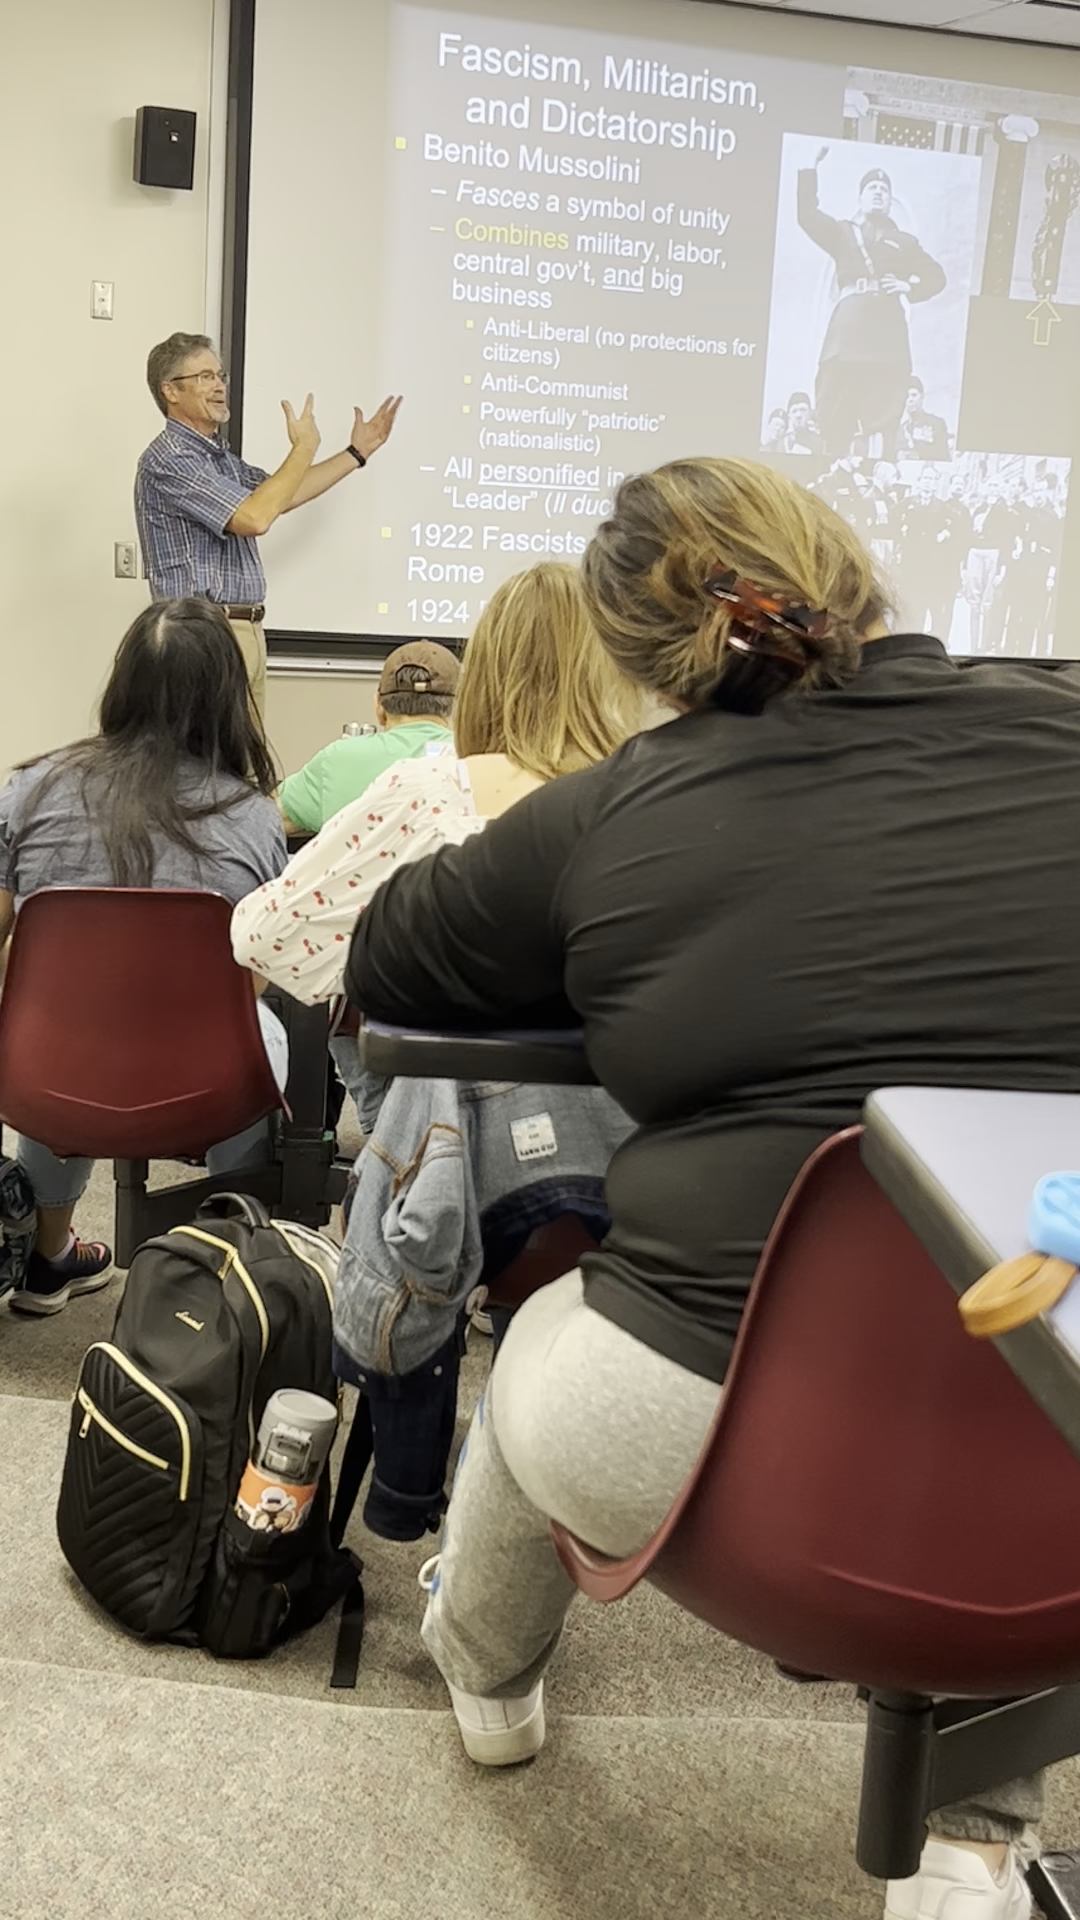 Fascism, Militarism,
and Dictatorship
Benito Mussolini
– Fasces a symbol of unity
– Combines military, labor,
central gov't, and big
business
Anti-Liberal (no protections for
citizens)
Anti-Communist
Powerfully "patriotic"
(nationalistic)
– All personified in
"Leader" (Il duc
1922 Fascists
Rome
1924